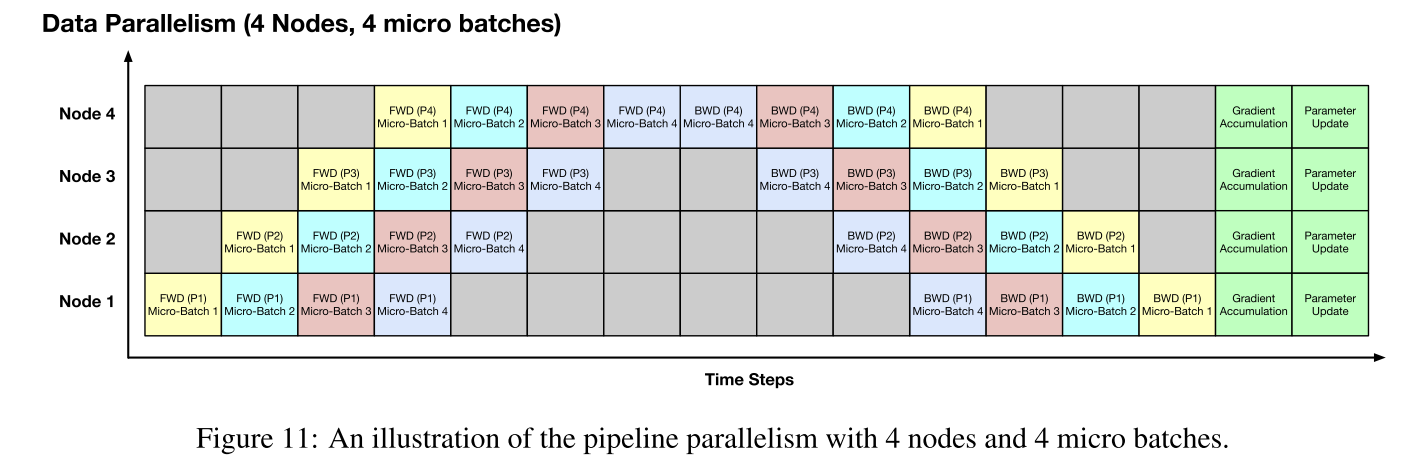 Data Parallelism (4 Nodes, 4 micro batches)
Node 4
FWD (P4)
Micro-Batch 1
FWD (P4)
Micro-Batch 2
FWD (P4)
Micro-Batch 3
FWD (P4)
Micro-Batch 4
BWD (P4)
Micro-Batch 4
BWD (P4)
Micro-Batch 3
BWD (P4)
Micro-Batch 2
BWD (P4)
Micro-Batch 1
Gradient
Accumulation
Parameter
Update
Node 3
FWD (P3)
Micro-Batch 1
FWD (P3)
Micro-Batch 2
FWD (P3)
Micro-Batch 3
FWD (P3)
Micro-Batch 4
BWD (P3)
Micro-Batch 4
BWD (P3)
Micro-Batch 3
BWD (P3)
Micro-Batch 2
BWD (P3)
Micro-Batch 1
Gradient
Accumulation
Parameter
Update
Node 2
FWD (P2)
Micro-Batch 1
FWD (P2)
Micro-Batch 2
FWD (P2)
Micro-Batch 3
FWD (P2)
Micro-Batch 4
BWD (P2)
Micro-Batch 4
BWD (P2)
Micro-Batch 3
BWD (P2)
Micro-Batch 2
BWD (P2)
Micro-Batch 1
Gradient
Accumulation
Parameter
Update
Node 1
FWD (P1)
Micro-Batch 1
FWD (P1)
Micro-Batch 2
FWD (P1)
Micro-Batch 3
FWD (P1)
Micro-Batch 4
BWD (P1)
Micro-Batch 4
BWD (P1)
Micro-Batch 3
BWD (P1)
Micro-Batch 2
BWD (P1)
Micro-Batch 1
Gradient
Accumulation
Parameter
Update
Time Steps
Figure 11: An illustration of the pipeline parallelism with 4 nodes and 4 micro batches.